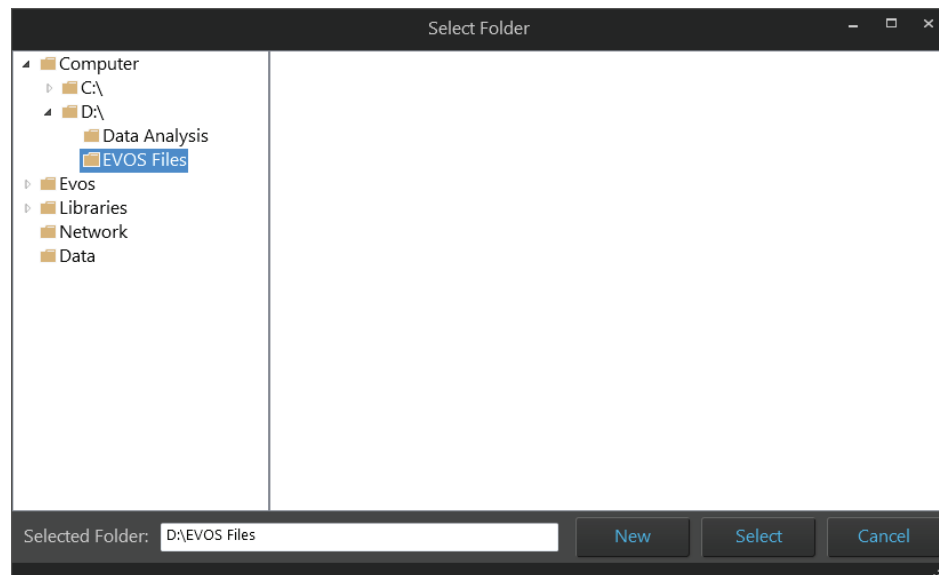 Select Folder
Computer
C:\
D:\
Data Analysis
EVOS Files
Evos
Libraries
Network
Data
Selected Folder: D:\EVOS Files New Select Cancel